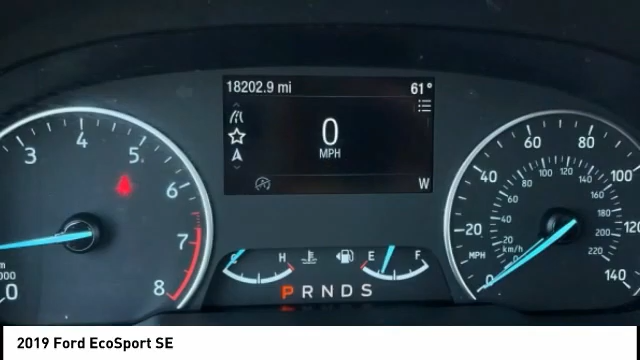 18202.9 mi 61°
0
MPH
W
3 4 5 6 7 8
0
C H E F
P R N D S
0 20 40 60 80 100 120 140
MPH
km/h
20 40 60 80 100 120 140 160 180 200 220
2019 Ford EcoSport SE